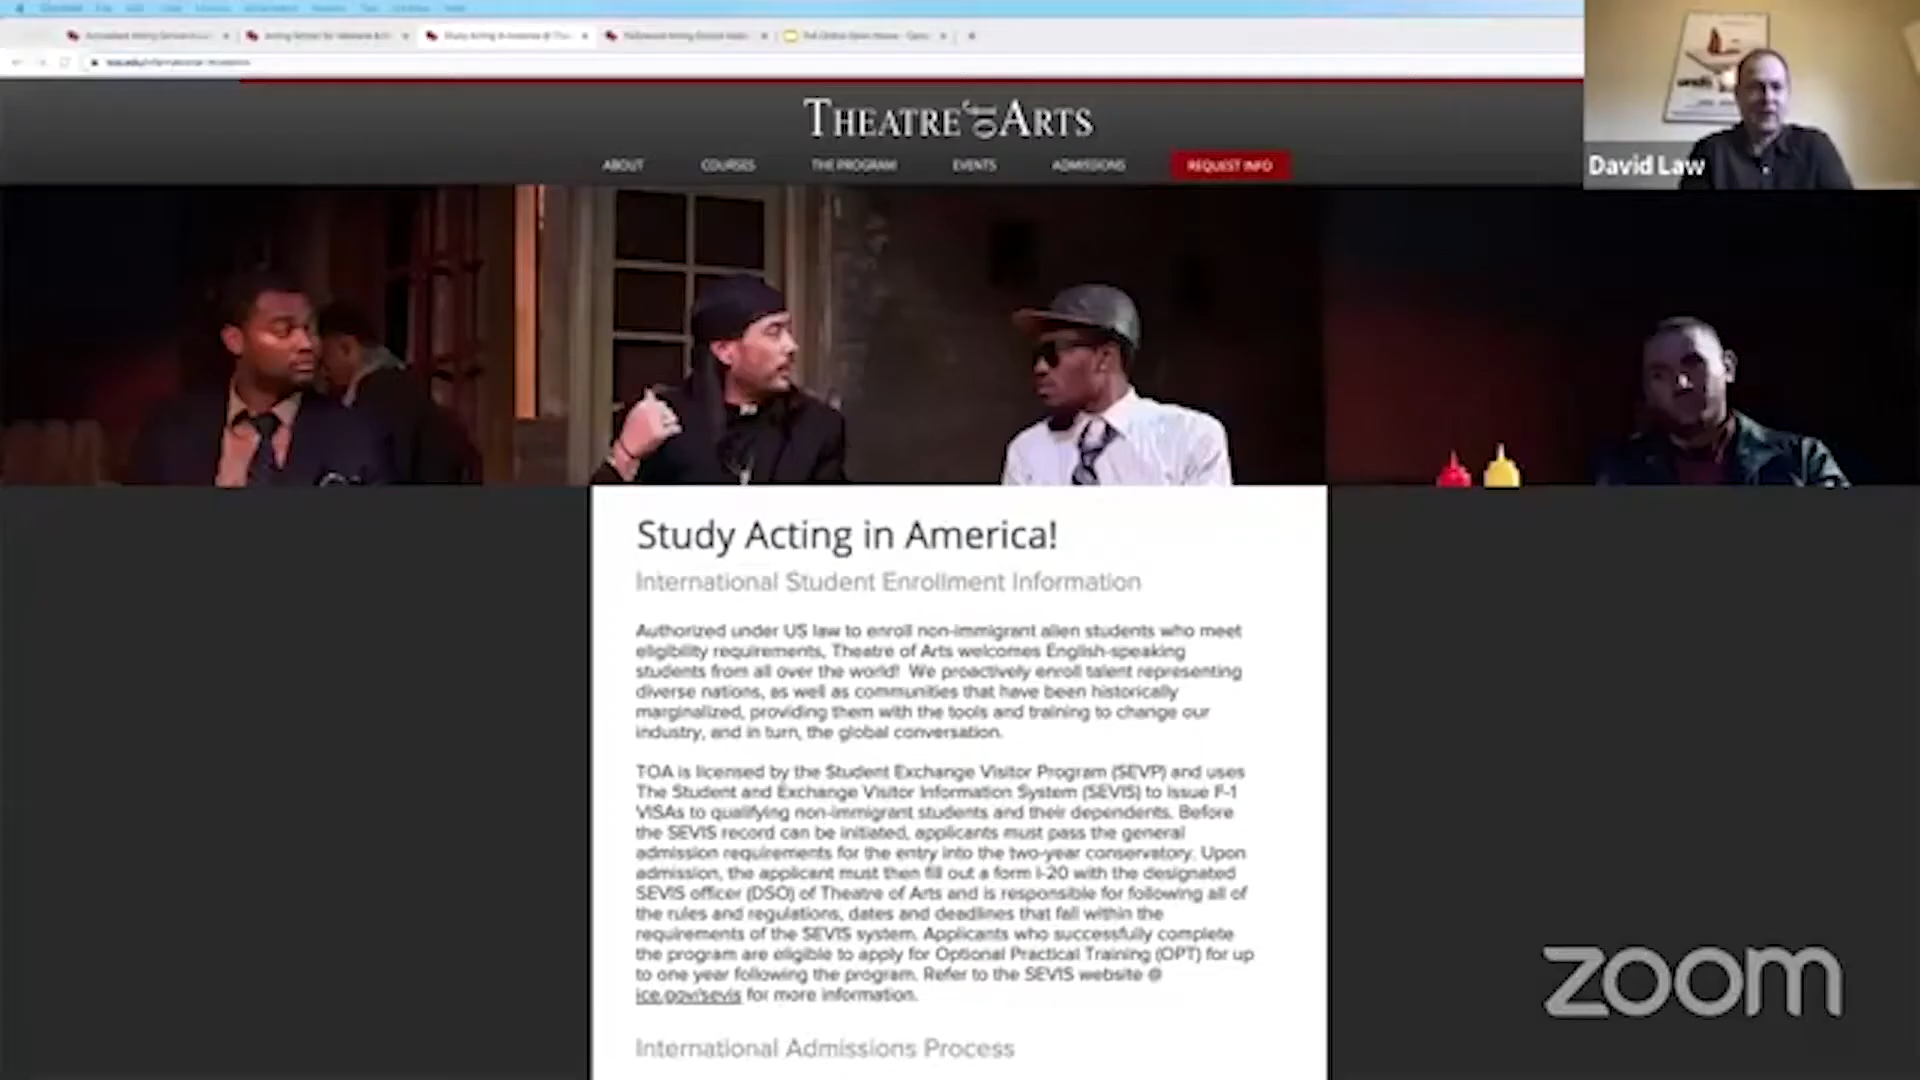 THEATRE of ARTS
ABOUT COURSES THE PROGRAM EVENTS ADMISSIONS REQUEST INFO
David Law
Study Acting in America!
International Student Enrollment Information
Authorized under US law to enroll non-immigrant alien students who meet
eligibility requirements, Theatre of Arts welcomes English-speaking
students from all over the world! We proactively enroll talent representing
diverse nations, as well as communities that have been historically
marginalized, providing them with the tools and training to change our
industry, and in turn, the global conversation.
TOA is licensed by the Student Exchange Visitor Program (SEVP) and uses
The Student and Exchange Visitor Information System (SEVIS) to issue F-1
VISAs to qualifying non-immigrant students and their dependents. Before
the SEVIS record can be initiated, applicants must pass the general
admission requirements for the entry into the two-year conservatory. Upon
admission, the applicant must then fill out a form I-20 with the designated
SEVIS officer (DSO) of Theatre of Arts and is responsible for following all of
the rules and regulations, dates and deadlines that fall within the
requirements of the SEVIS system. Applicants who successfully complete
the program are eligible to apply for Optional Practical Training (OPT) for up
to one year following the program. Refer to the SEVIS website @
ice.gov/sevis for more information.
International Admissions Process
zoom